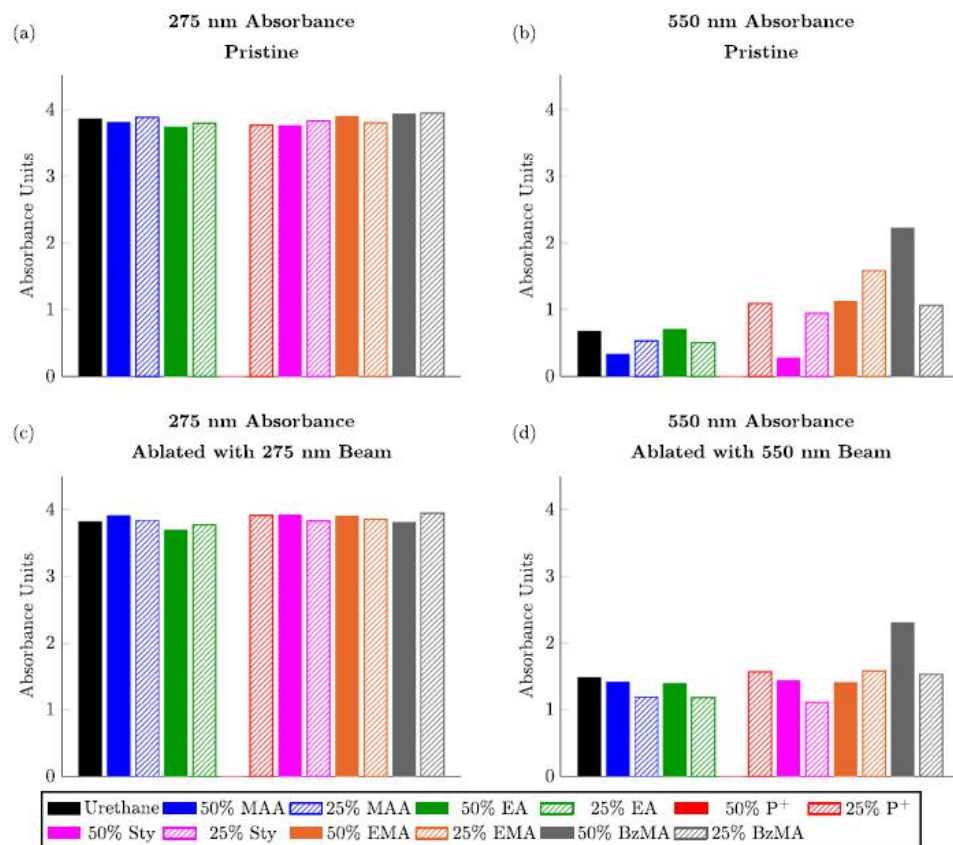 (a)
275 nm Absorbance
Pristine
Absorbance Units
4
3
2
1
0
(b)
550 nm Absorbance
Pristine
Absorbance Units
4
3
2
1
0
(c)
275 nm Absorbance
Ablated with 275 nm Beam
Absorbance Units
4
3
2
1
0
(d)
550 nm Absorbance
Ablated with 550 nm Beam
Absorbance Units
4
3
2
1
0
Urethane 50% MAA 25% MAA 50% EA 25% EA 50% P⁺ 25% P⁺
50% Sty 25% Sty 50% EMA 25% EMA 50% BzMA 25% BzMA